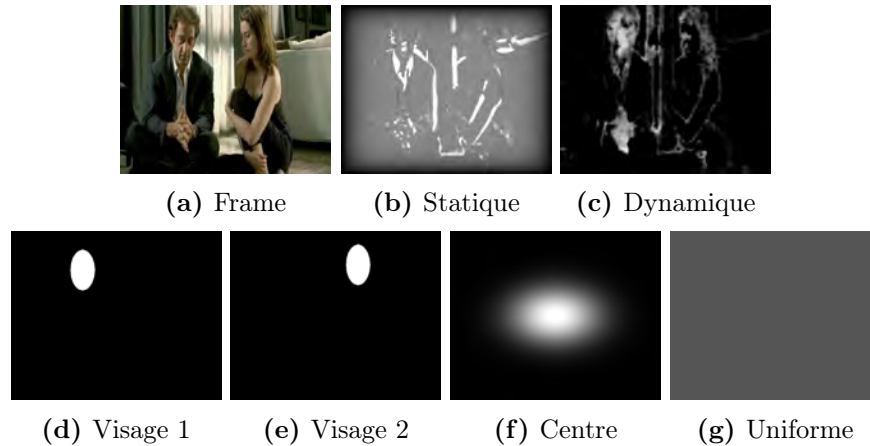 (a) Frame (b) Statique (c) Dynamique
(d) Visage 1 (e) Visage 2 (f) Centre (g) Uniforme